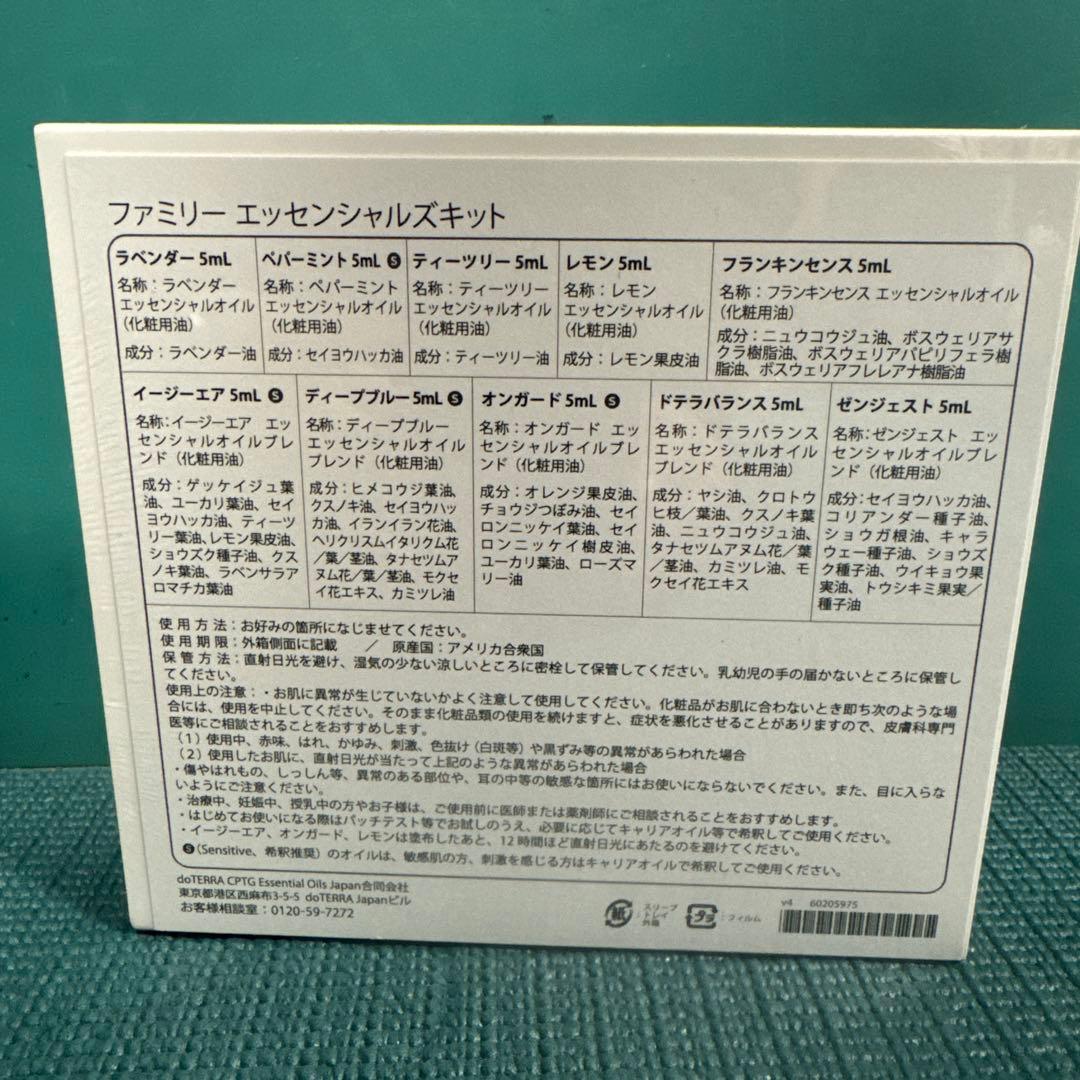 ファミリー エッセンシャルズキット
ラベンダー 5mL
名称：ラベンダー
エッセンシャルオイル
（化粧用油）
成分：ラベンダー油
ペパーミント 5mL S
名称：ペパーミント
エッセンシャルオイル
（化粧用油）
成分：セイヨウハッカ油
ティーツリー 5mL
名称：ティーツリー
エッセンシャルオイル
（化粧用油）
成分：ティーツリー油
レモン 5mL
名称：レモン
エッセンシャルオイル
（化粧用油）
成分：レモン果皮油
フランキンセンス 5mL
名称：フランキンセンス エッセンシャルオイル
（化粧用油）
成分：ニュウコウジュ油、ボスウェリアサ
クラ樹脂油、ボスウェリアパピリフェラ樹
脂油、ボスウェリアフレレアナ樹脂油
イージーエア 5mL S
名称：イージーエア エッ
センシャルオイルブレ
ンド（化粧用油）
成分：ゲッケイジュ葉
油、ユーカリ葉油、セイ
ヨウハッカ油、ティーツ
リー葉油、レモン果皮油、
ショウズク種子油、クス
ノキ葉油、ラベンサラア
ロマチカ葉油
ディープブルー 5mL S
名称：ディープブルー
エッセンシャルオイル
ブレンド（化粧用油）
成分：ヒメコウジ葉油、
クスノキ油、セイヨウハッ
カ油、イランイラン花油、
ヘリクリスムイタリクム花
／葉／茎油、タナセツムア
ヌム花／葉／茎油、モクセ
イ花エキス、カミツレ油
オンガード 5mL S
名称：オンガード エッ
センシャルオイルブレ
ンド（化粧用油）
成分：オレンジ果皮油、
チョウジつぼみ油、セイ
ロンニッケイ葉油、セイ
ロンニッケイ樹皮油、
ユーカリ葉油、ローズマ
リー油
ドテラバランス 5mL
名称：ドテラバランス
エッセンシャルオイル
ブレンド（化粧用油）
成分：ヤシ油、クロトウ
ヒ枝／葉油、クスノキ葉
油、ニュウコウジュ油、
タナセツムアヌム花／葉
／茎油、カミツレ油、モ
クセイ花エキス
ゼンジェスト 5mL
名称：ゼンジェスト エッ
センシャルオイルブレ
ンド（化粧用油）
成分：セイヨウハッカ油、
コリアンダー種子油、
ショウガ根油、キャラ
ウェー種子油、ショウズ
ク種子油、ウイキョウ果
実油、トウシキミ果実／
種子油
使用方法：お好みの箇所になじませてください。
使用期限：外箱側面に記載 ／ 原産国：アメリカ合衆国
保管方法：直射日光を避け、湿気の少ない涼しいところに密栓して保管してください。乳幼児の手の届かないところに保管し
てください。
使用上の注意：・お肌に異常が生じていないかよく注意して使用してください。化粧品がお肌に合わないとき即ち次のような場
合には、使用を中止してください。そのまま化粧品類の使用を続けますと、症状を悪化させることがありますので、皮膚科専門
医等にご相談されることをおすすめします。
（1）使用中、赤味、はれ、かゆみ、刺激、色抜け（白斑等）や黒ずみ等の異常があらわれた場合
（2）使用したお肌に、直射日光が当たって上記のような異常があらわれた場合
・傷やはれもの、しっしん等、異常のある部位や、耳の中等の敏感な箇所にはお使いにならないでください。また、目に入らな
いようにご注意ください。
・治療中、妊娠中、授乳中の方やお子様は、ご使用前に医師または薬剤師にご相談されることをおすすめします。
・はじめてお使いになる際はパッチテスト等でお試しのうえ、必要に応じてキャリアオイル等で希釈してご使用ください。
・イージーエア、オンガード、レモンは塗布したあと、12時間ほど直射日光にあたるのを避けてください。
S（Sensitive、希釈推奨）のオイルは、敏感肌の方、刺激を感じる方はキャリアオイルで希釈してご使用ください。
doTERRA CPTG Essential Oils Japan合同会社
東京都港区西麻布3-5-5 doTERRA Japanビル
お客様相談室：0120-59-7272
紙
スリーブ
トレイ
外箱
プラ
：フィルム
v4 60205975